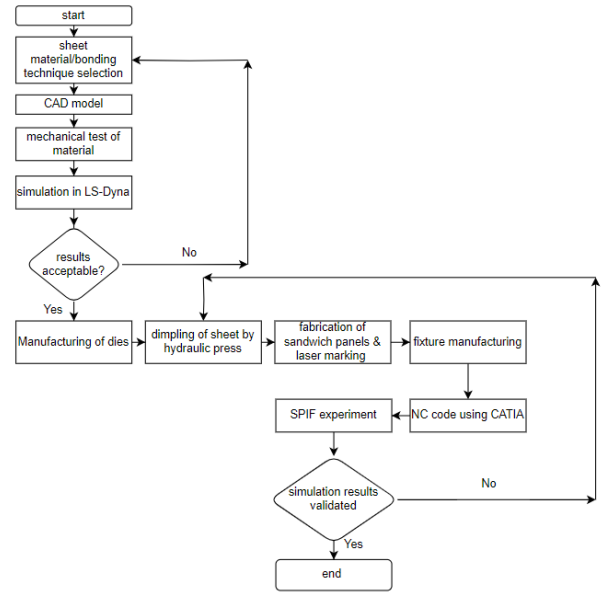 start
sheet
material/bonding
technique selection
CAD model
mechanical test of
material
simulation in LS-Dyna
results
acceptable?
No
Yes
Manufacturing of dies
dimpling of sheet by
hydraulic press
fabrication of
sandwich panels &
laser marking
fixture manufacturing
NC code using CATIA
SPIF experiment
simulation results
validated
No
Yes
end